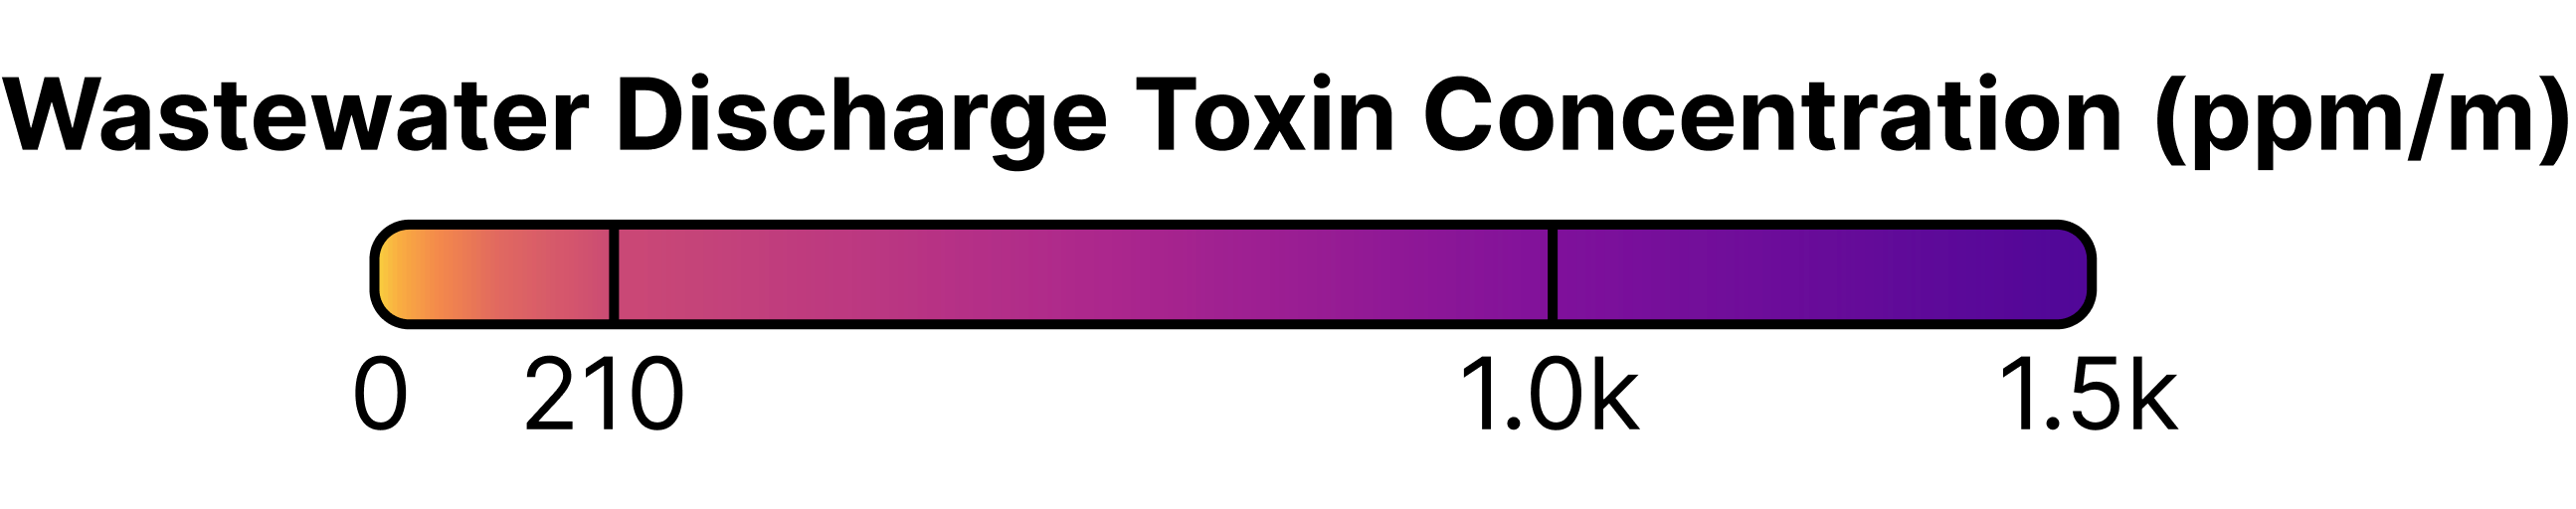 Wastewater Discharge Toxin Concentration (ppm/m)
0 210 1.0k 1.5k